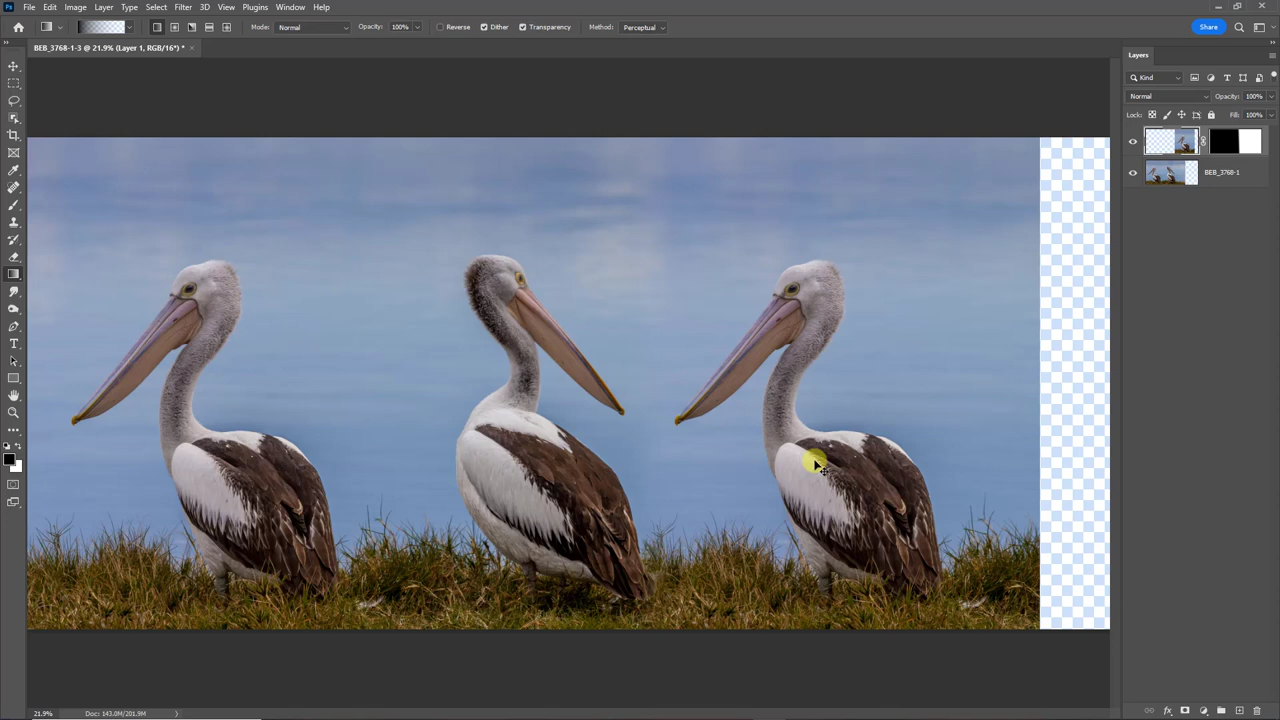 Ps File Edit Image Layer Type Select Filter 3D View Plugins Window Help
Mode: Normal Opacity: 100% Reverse Dither Transparency Method: Perceptual Share
BEB_3768-1-3 @ 21.9% (Layer 1, RGB/16*) * ×
Layers
Kind
Normal Opacity: 100%
Lock: Fill: 100%
BEB_3768-1
21.9% Doc: 143.0M/201.9M